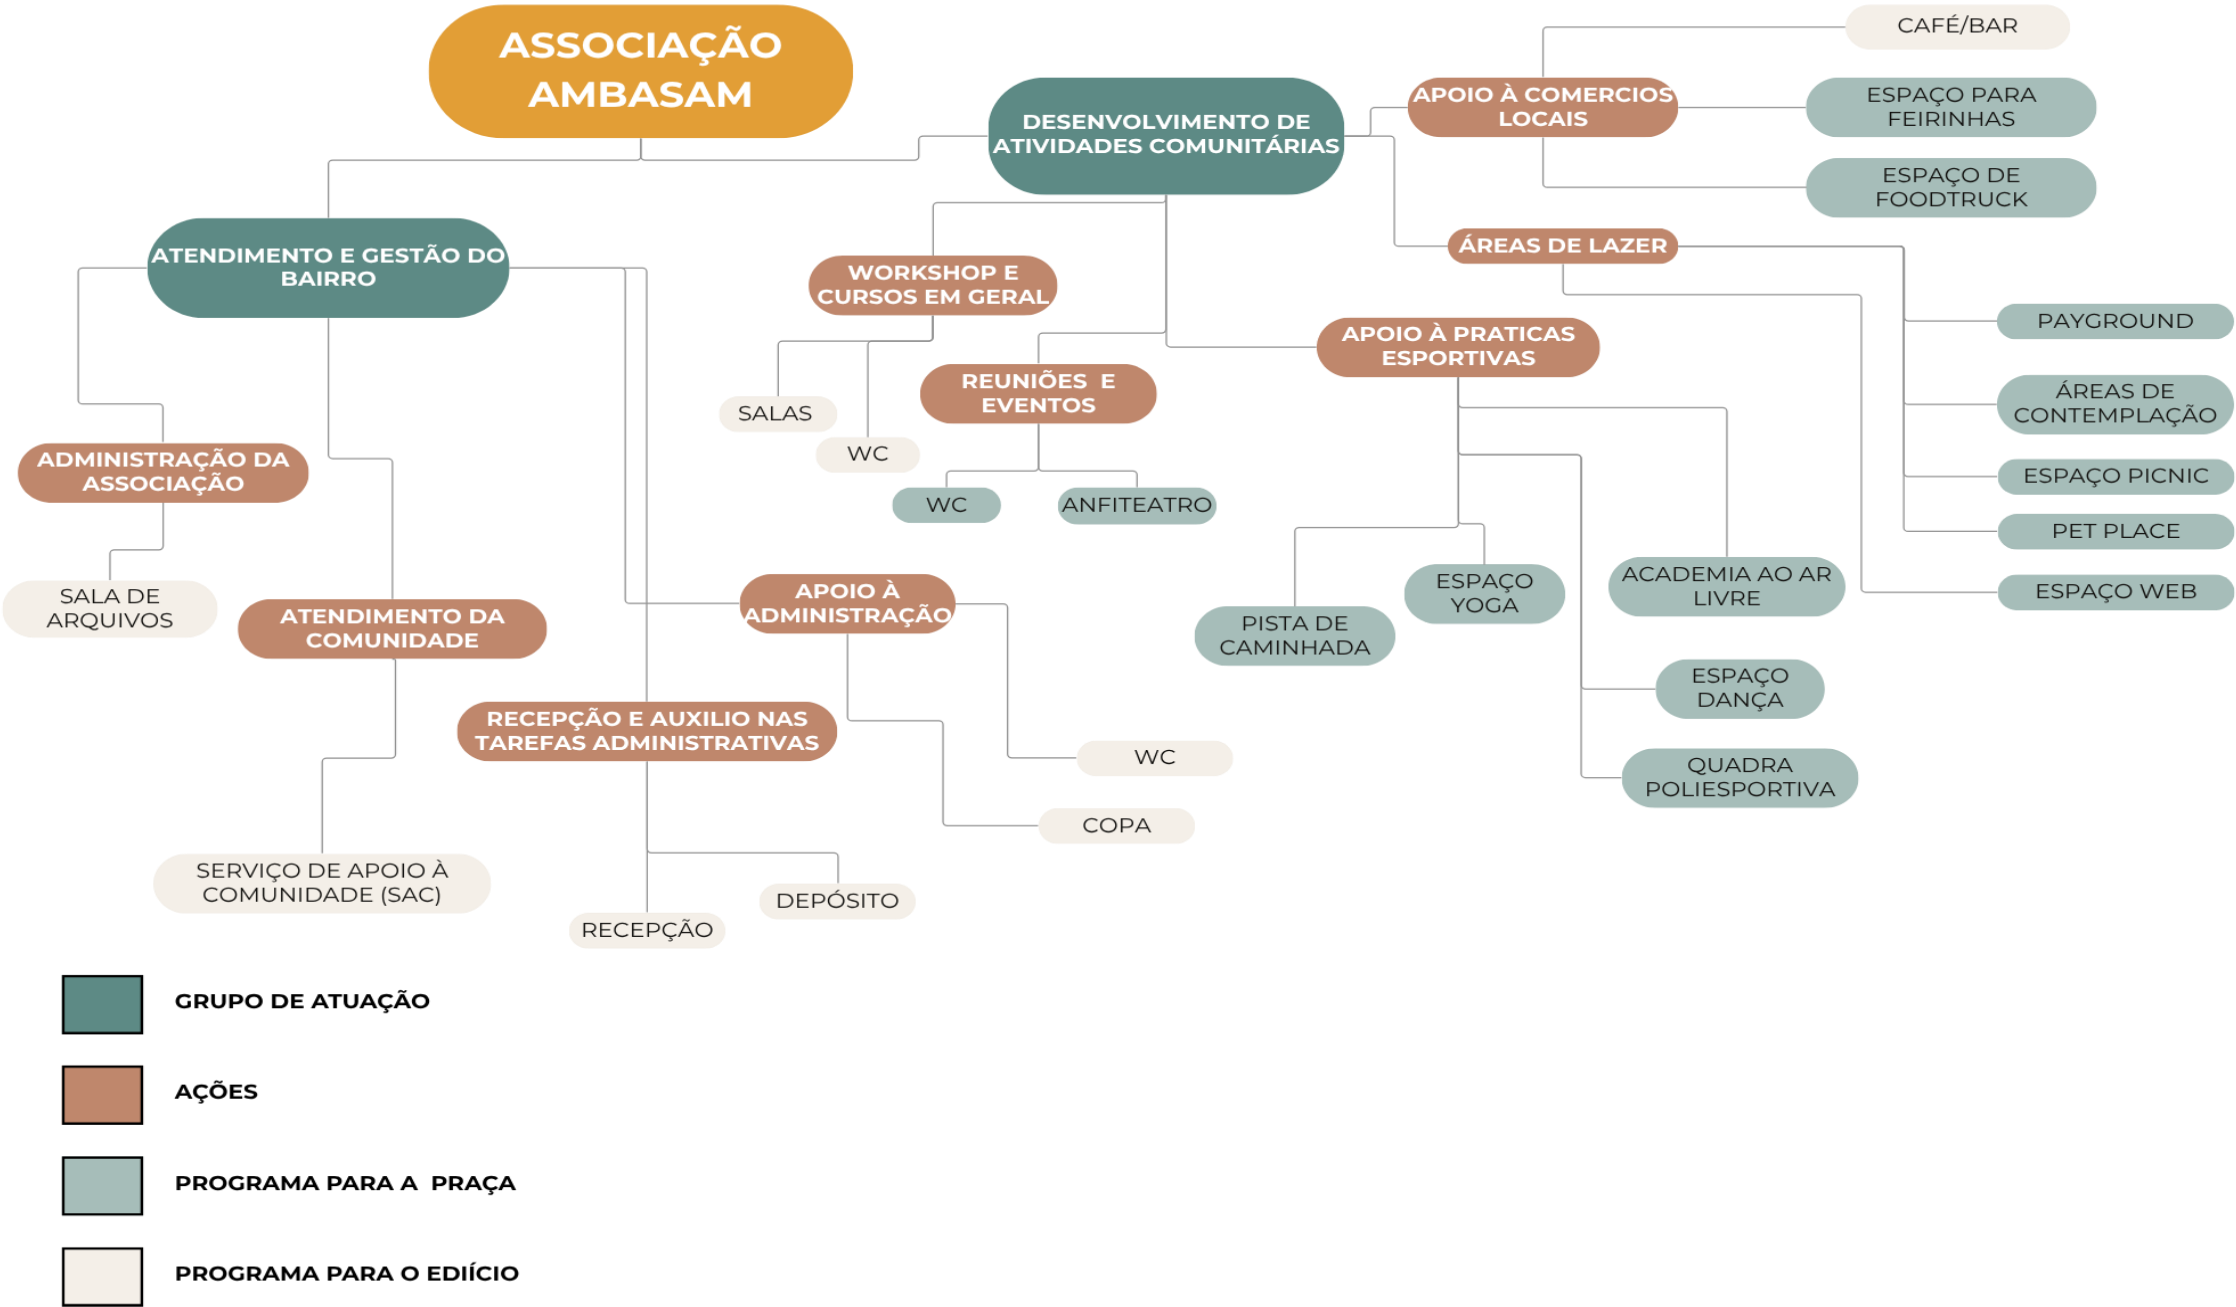 ASSOCIAÇÃO
AMBASAM
CAFÉ/BAR
DESENVOLVIMENTO DE
ATIVIDADES COMUNITÁRIAS
APOIO À COMERCIOS
LOCAIS
ESPAÇO PARA
FEIRINHAS
ESPAÇO DE
FOODTRUCK
ATENDIMENTO E GESTÃO DO
BAIRRO
WORKSHOP E
CURSOS EM GERAL
ÁREAS DE LAZER
PAYGROUND
APOIO À PRATICAS
ESPORTIVAS
REUNIÕES  E
EVENTOS
ÁREAS DE
CONTEMPLAÇÃO
SALAS
WC
ADMINISTRAÇÃO DA
ASSOCIAÇÃO
ESPAÇO PICNIC
WC
ANFITEATRO
PET PLACE
SALA DE
ARQUIVOS
ATENDIMENTO DA
COMUNIDADE
APOIO À
ADMINISTRAÇÃO
ESPAÇO
YOGA
ACADEMIA AO AR
LIVRE
ESPAÇO WEB
PISTA DE
CAMINHADA
ESPAÇO
DANÇA
RECEPÇÃO E AUXILIO NAS
TAREFAS ADMINISTRATIVAS
WC
QUADRA
POLIESPORTIVA
COPA
SERVIÇO DE APOIO À
COMUNIDADE (SAC)
DEPÓSITO
RECEPÇÃO
GRUPO DE ATUAÇÃO
AÇÕES
PROGRAMA PARA A  PRAÇA
PROGRAMA PARA O EDIÍCIO